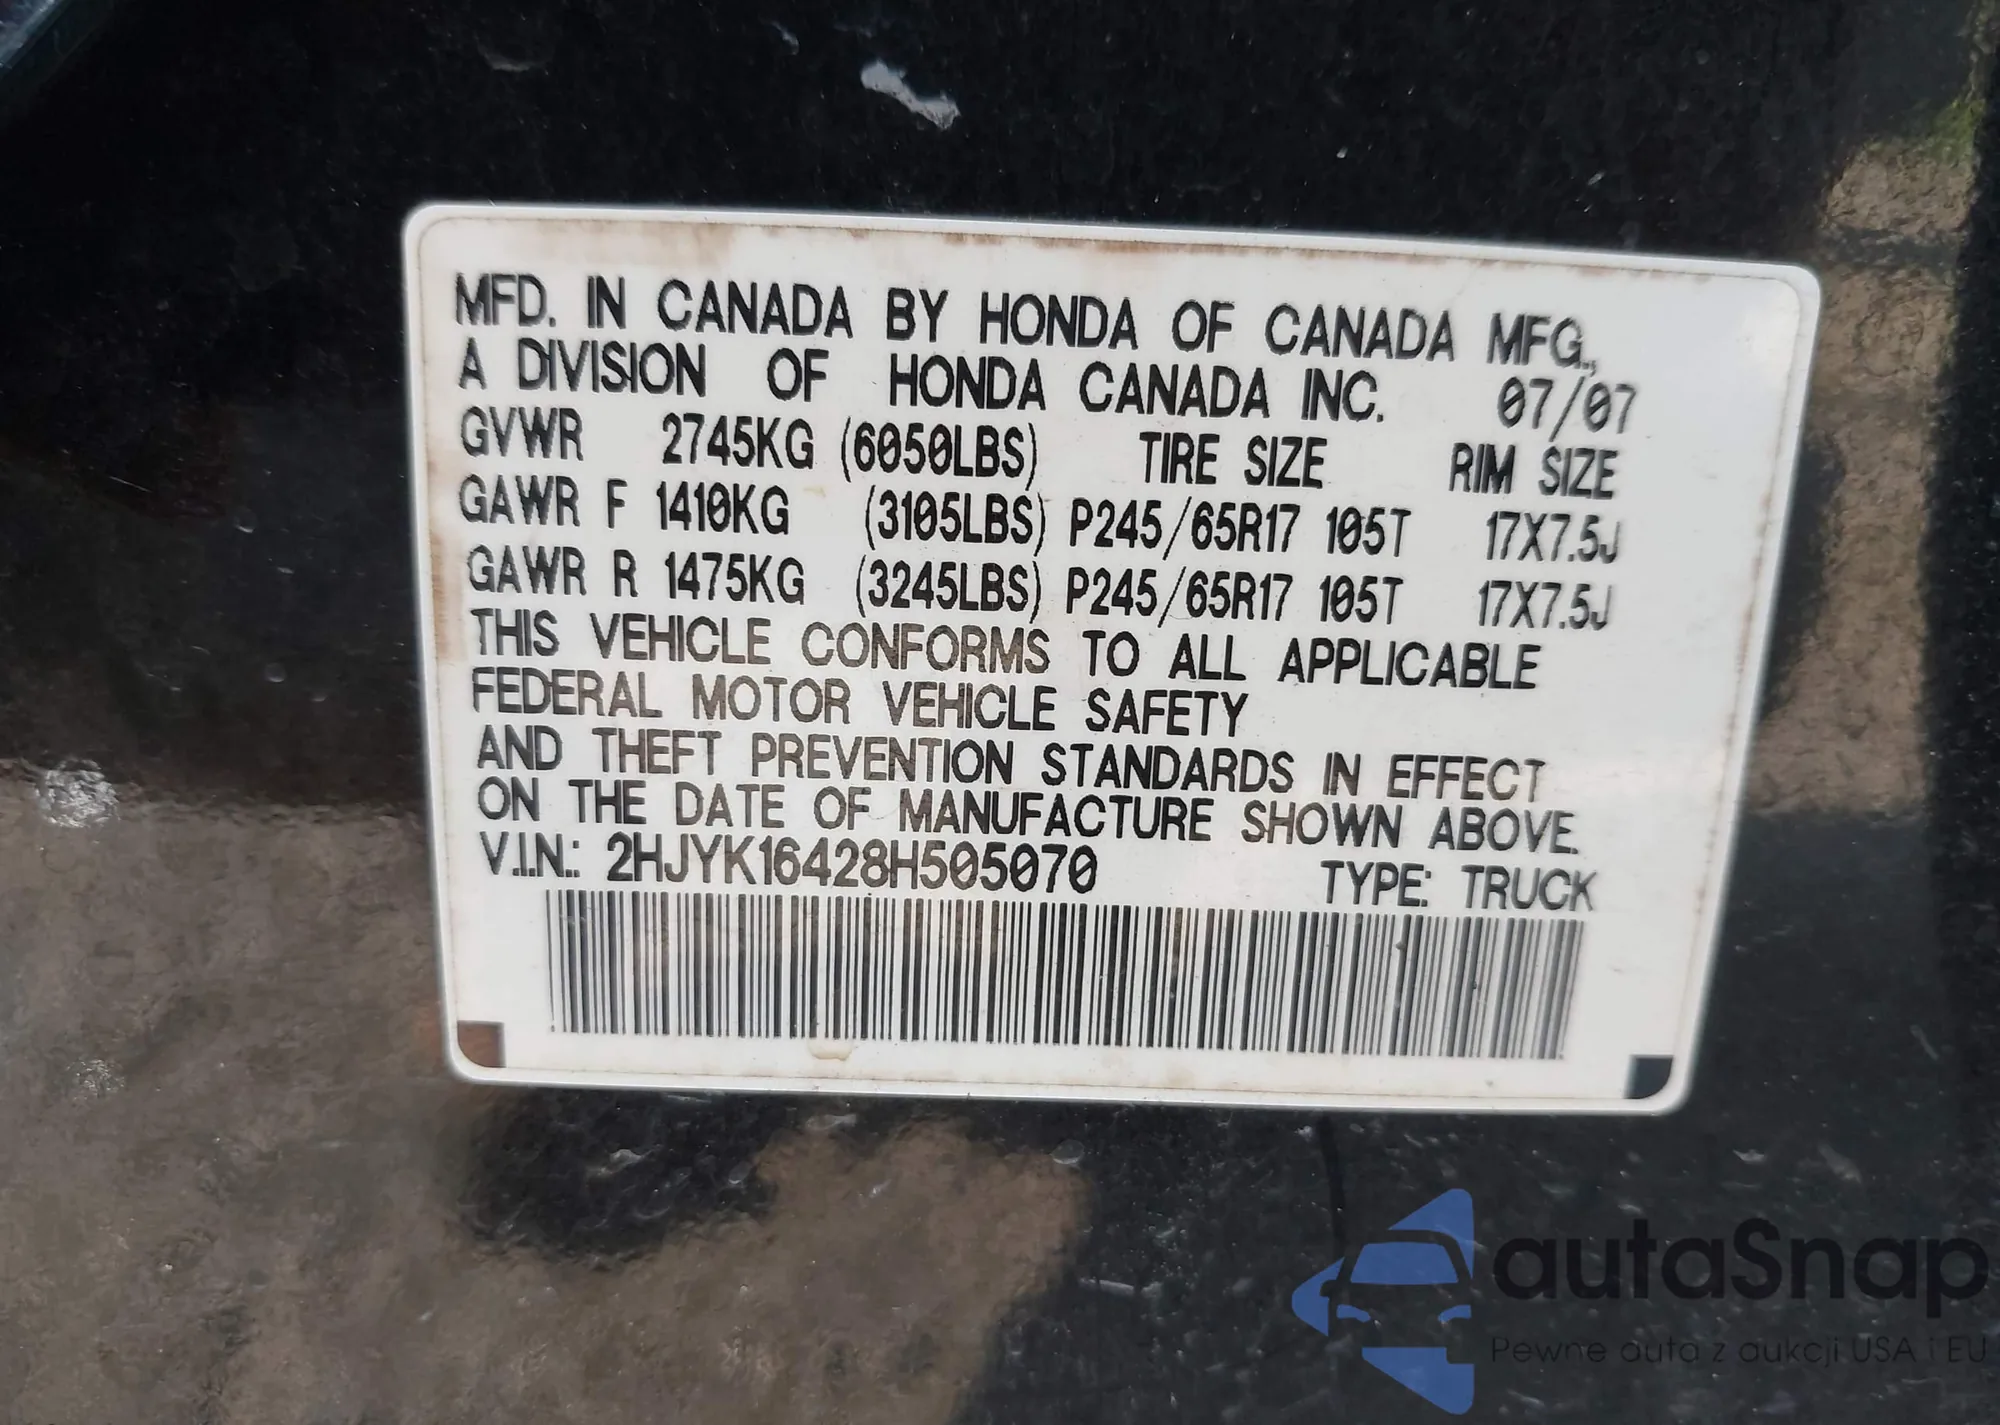 MFD. IN CANADA BY HONDA OF CANADA MFG.,
A DIVISION OF HONDA CANADA INC. 07/07
GVWR 2745KG (6050LBS) TIRE SIZE RIM SIZE
GAWR F 1410KG (3105LBS) P245/65R17 105T 17X7.5J
GAWR R 1475KG (3245LBS) P245/65R17 105T 17X7.5J
THIS VEHICLE CONFORMS TO ALL APPLICABLE
FEDERAL MOTOR VEHICLE SAFETY
AND THEFT PREVENTION STANDARDS IN EFFECT
ON THE DATE OF MANUFACTURE SHOWN ABOVE.
V.I.N.: 2HJYK16428H505070 TYPE: TRUCK
autaSnap
Pewne auta z aukcji USA i EU